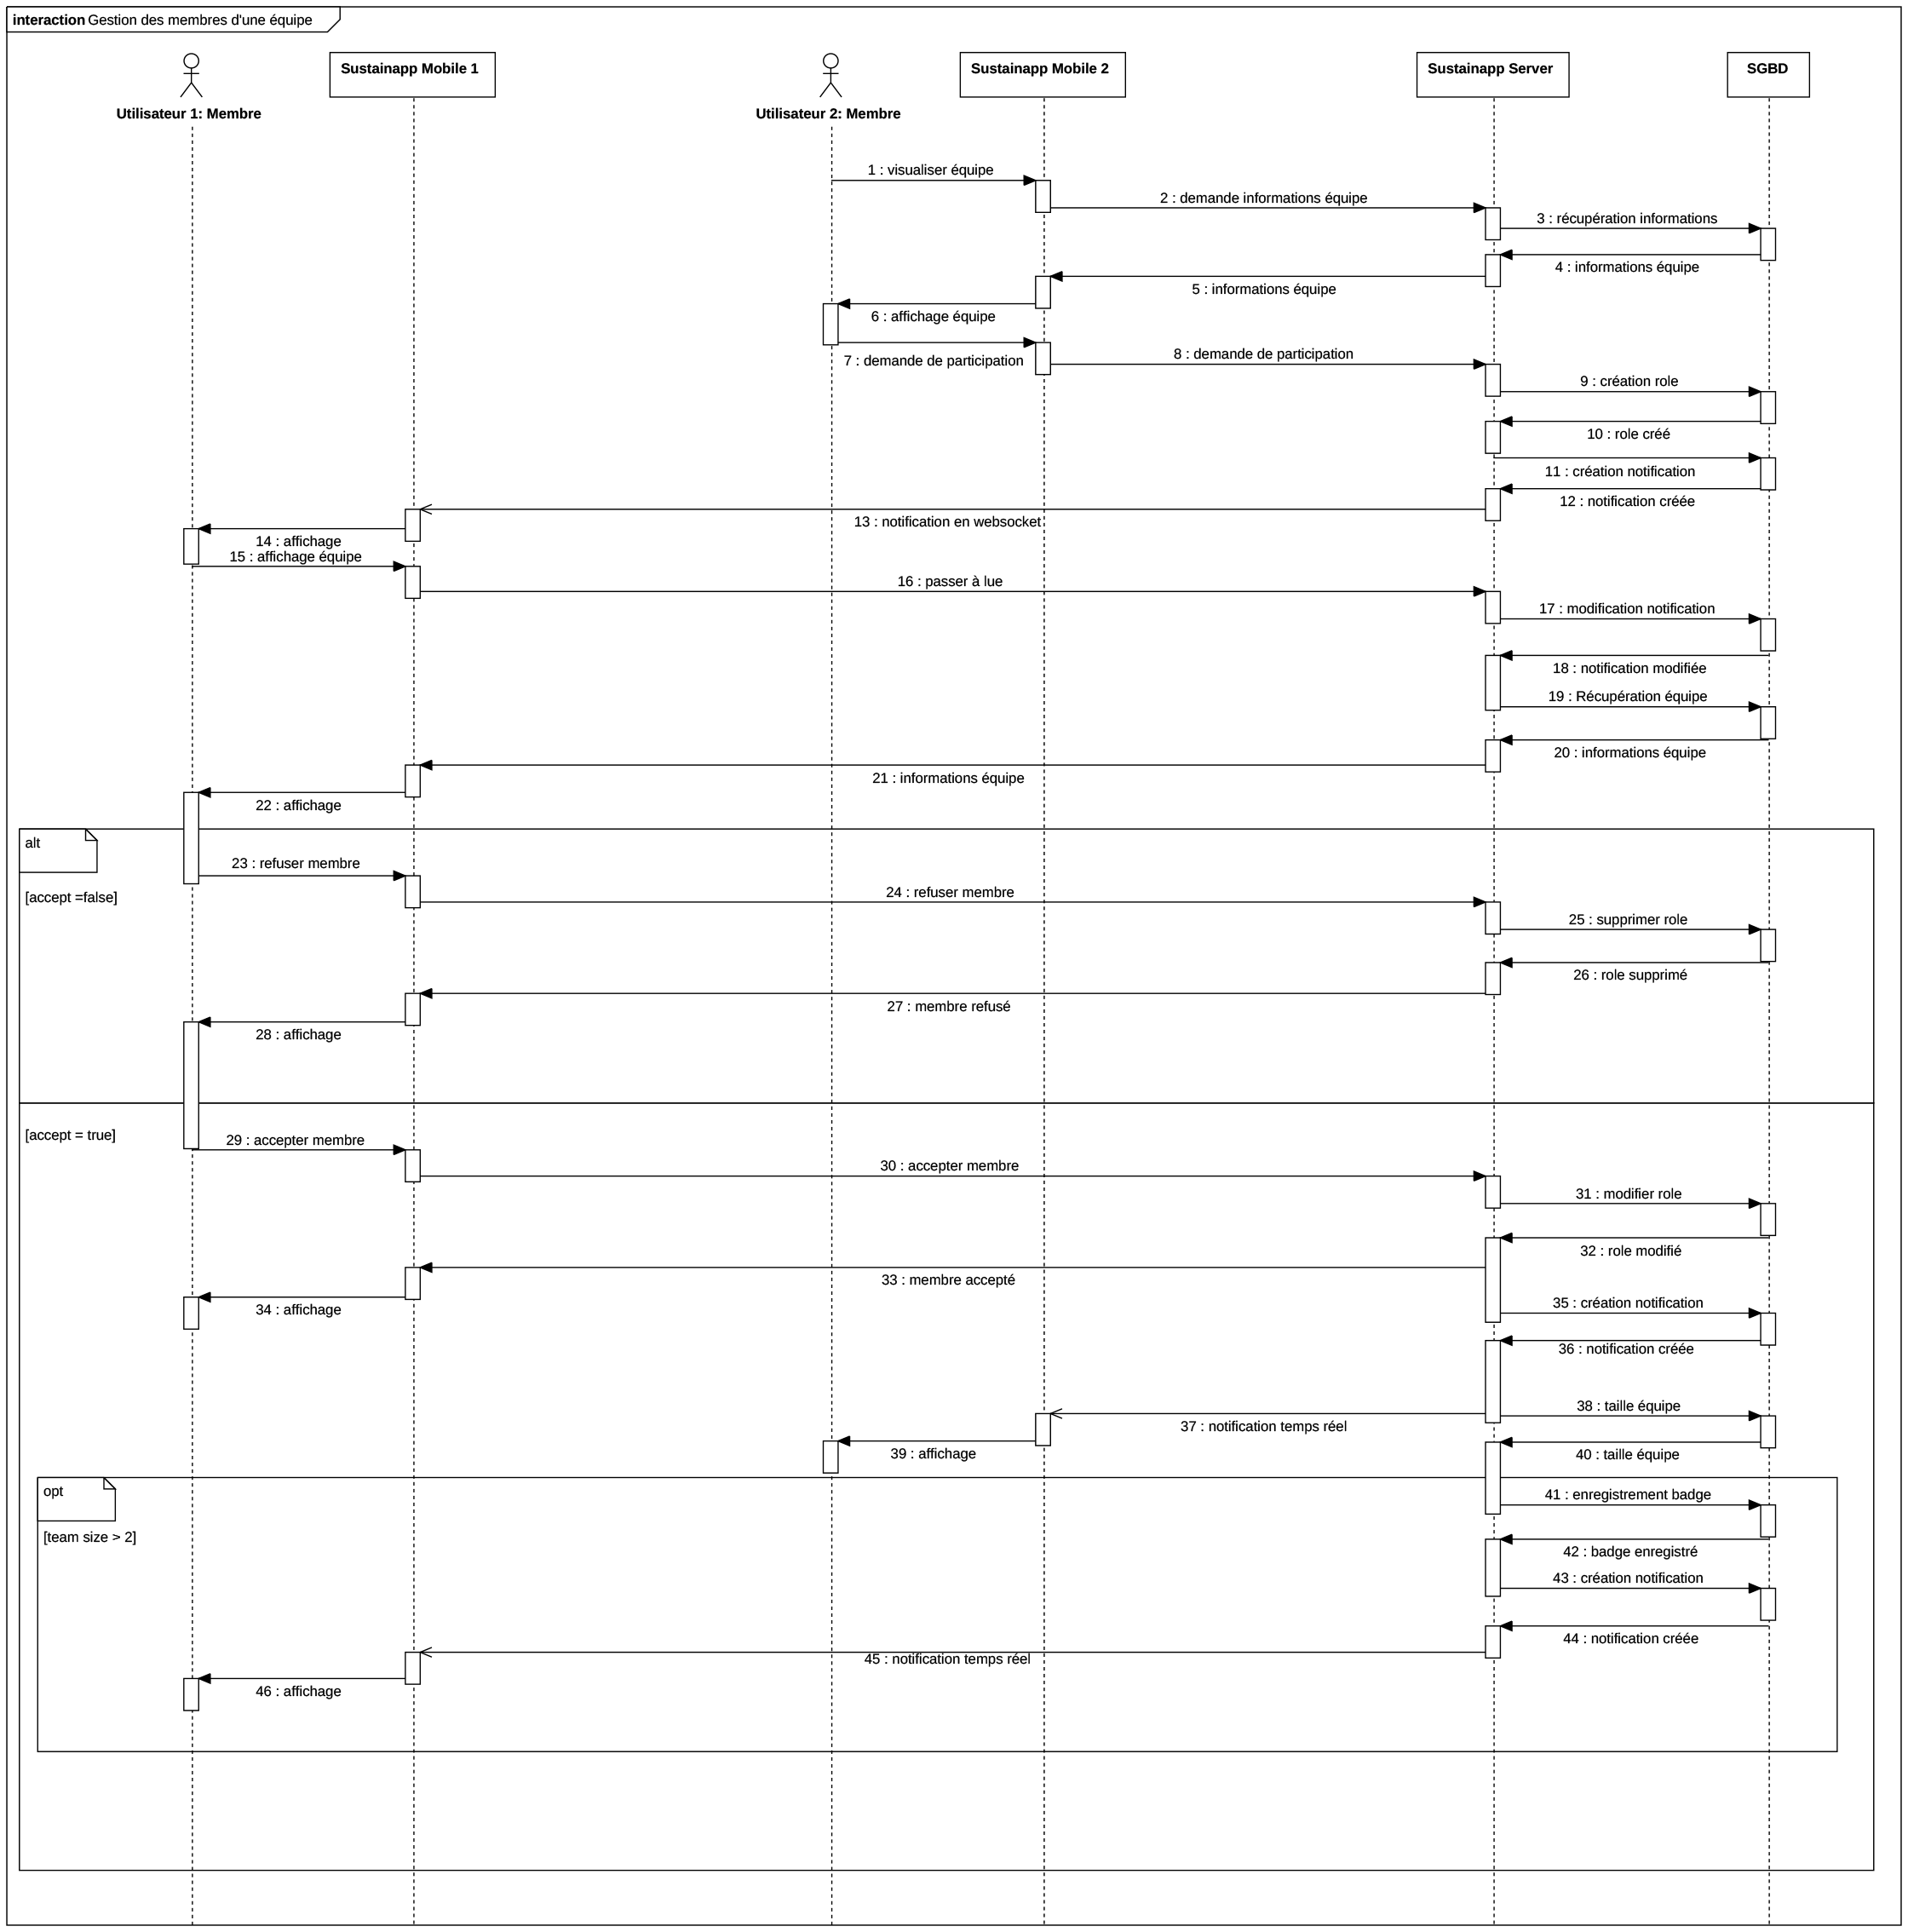 interaction Gestion des membres d'une équipe
Sustainapp Mobile 1
Sustainapp Mobile 2
Sustainapp Server
SGBD
Utilisateur 1: Membre
Utilisateur 2: Membre
1 : visualiser équipe
2 : demande informations équipe
3 : récupération informations
4 : informations équipe
5 : informations équipe
6 : affichage équipe
7 : demande de participation
8 : demande de participation
9 : création role
10 : role créé
11 : création notification
12 : notification créée
13 : notification en websocket
14 : affichage
15 : affichage équipe
16 : passer à lue
17 : modification notification
18 : notification modifiée
19 : Récupération équipe
20 : informations équipe
21 : informations équipe
22 : affichage
alt
[accept =false]
23 : refuser membre
24 : refuser membre
25 : supprimer role
26 : role supprimé
27 : membre refusé
28 : affichage
[accept = true]
29 : accepter membre
30 : accepter membre
31 : modifier role
32 : role modifié
33 : membre accepté
34 : affichage
35 : création notification
36 : notification créée
38 : taille équipe
37 : notification temps réel
39 : affichage
40 : taille équipe
opt
[team size > 2]
41 : enregistrement badge
42 : badge enregistré
43 : création notification
44 : notification créée
45 : notification temps réel
46 : affichage